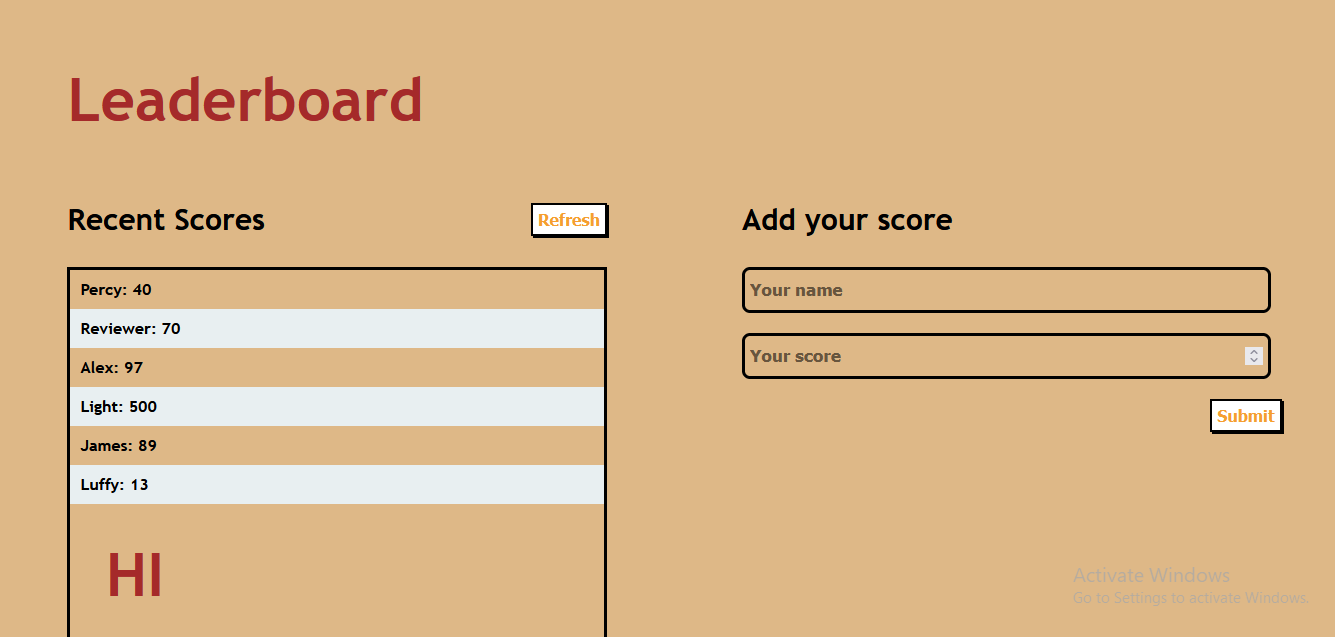 Leaderboard
Recent Scores
Refresh
Percy: 40
Reviewer: 70
Alex: 97
Light: 500
James: 89
Luffy: 13
HI
Add your score
Your name
Your score
Submit
Activate Windows
Go to Settings to activate Windows.